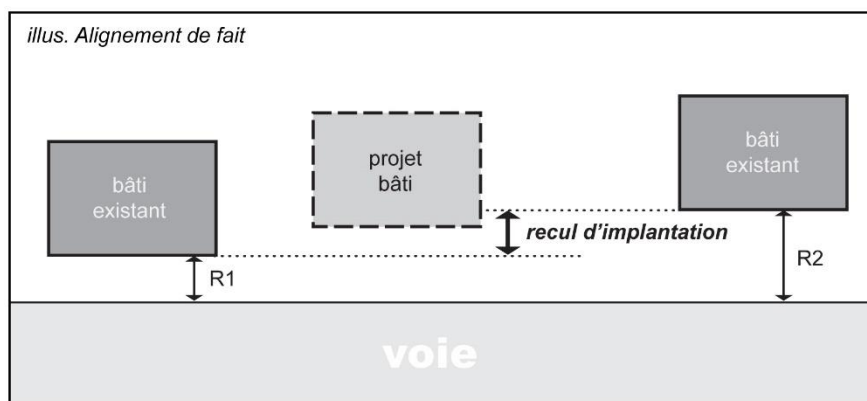 illus. Alignement de fait
bâti
existant
projet
bâti
bâti
existant
recul d'implantation
R1
R2
voie